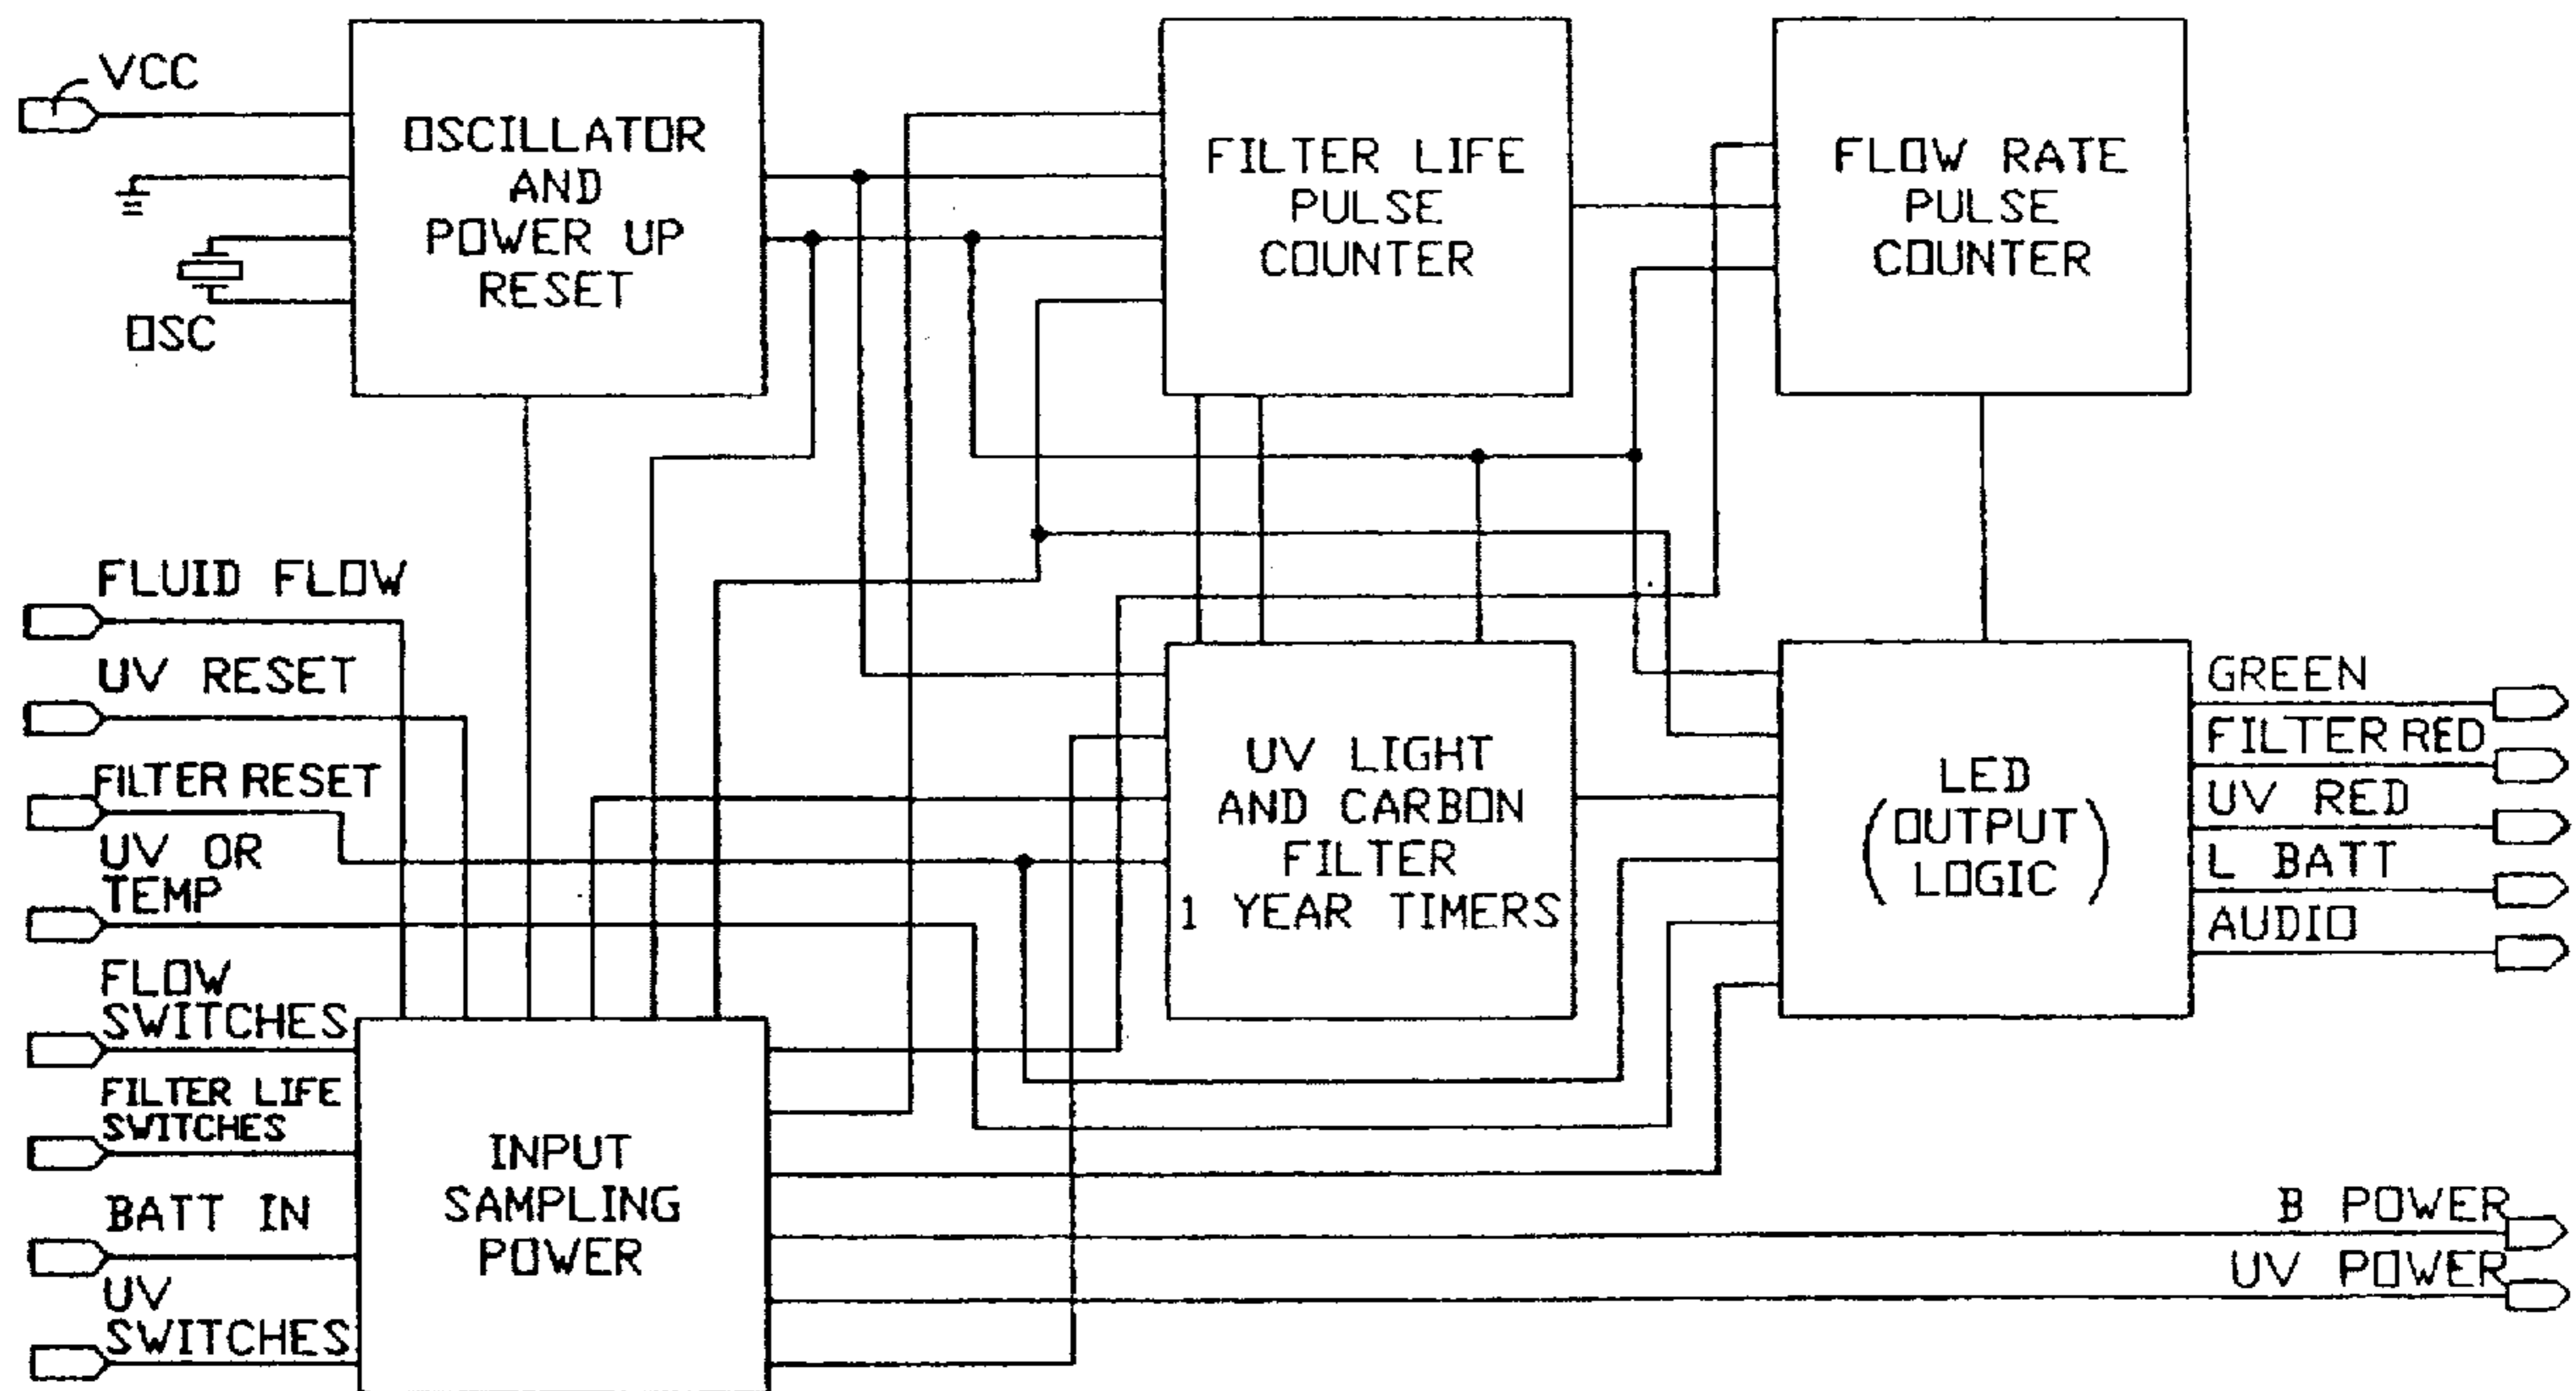 VCC
OSCILLATOR
AND
POWER UP
RESET
OSC
FILTER LIFE
PULSE
COUNTER
FLOW RATE
PULSE
COUNTER
FLUID FLOW
UV RESET
FILTER RESET
UV OR
TEMP
FLOW
SWITCHES
FILTER LIFE
SWITCHES
BATT IN
UV
SWITCHES
INPUT
SAMPLING
POWER
UV LIGHT
AND CARBON
FILTER
1 YEAR TIMERS
LED
(OUTPUT)
LOGIC
GREEN
FILTER RED
UV RED
L BATT
AUDIO
B POWER
UV POWER